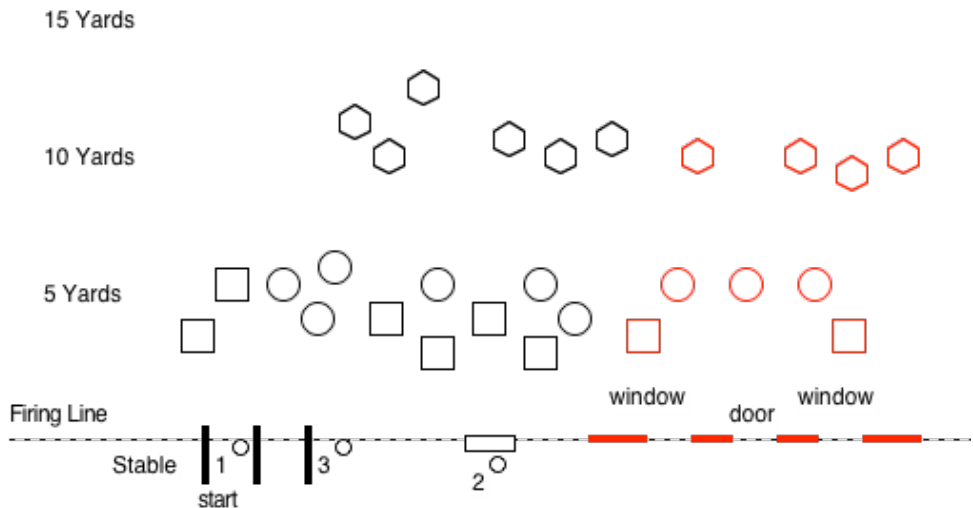 15 Yards
10 Yards
5 Yards
window
window
Firing Line
door
Stable
1
3
2
start